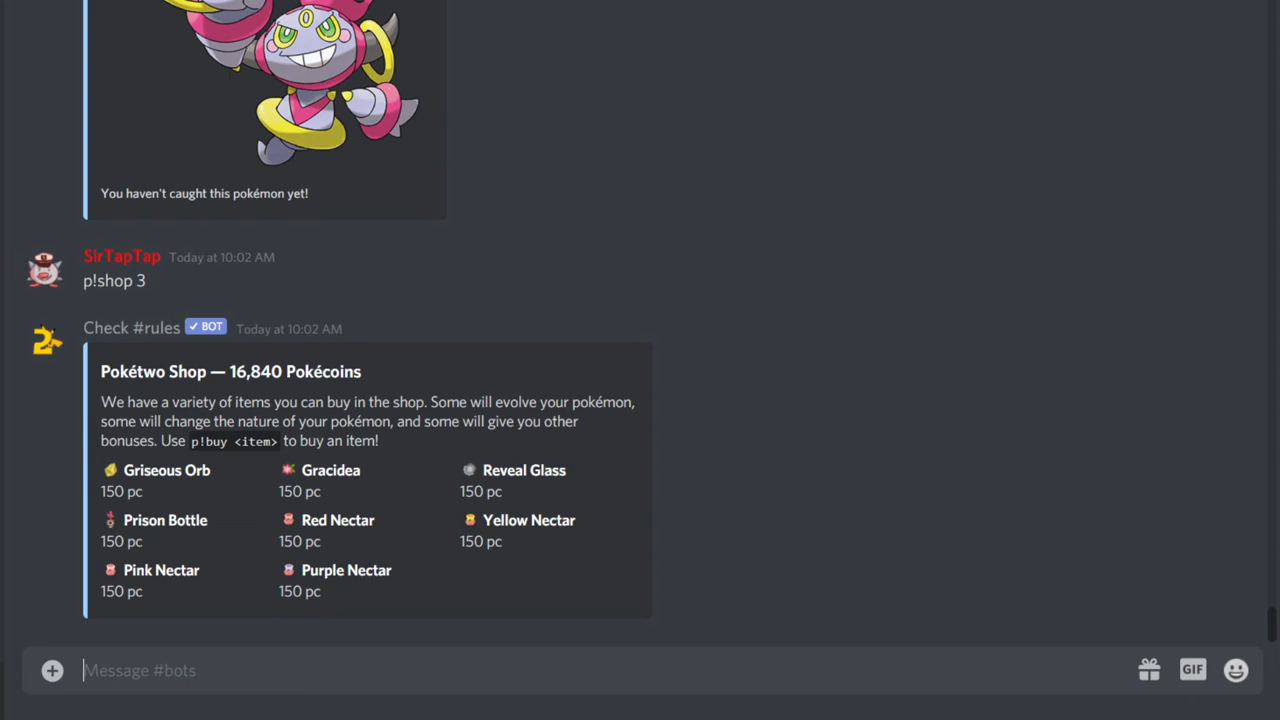 You haven't caught this pokémon yet!
SirTapTap Today at 10:02 AM
p!shop 3
Check #rules ✓ BOT Today at 10:02 AM
Pokétwo Shop — 16,840 Pokécoins
We have a variety of items you can buy in the shop. Some will evolve your pokémon,
some will change the nature of your pokémon, and some will give you other
bonuses. Use p!buy <item> to buy an item!
Griseous Orb Gracidea Reveal Glass
150 pc 150 pc 150 pc
Prison Bottle Red Nectar Yellow Nectar
150 pc 150 pc 150 pc
Pink Nectar Purple Nectar
150 pc 150 pc
Message #bots GIF